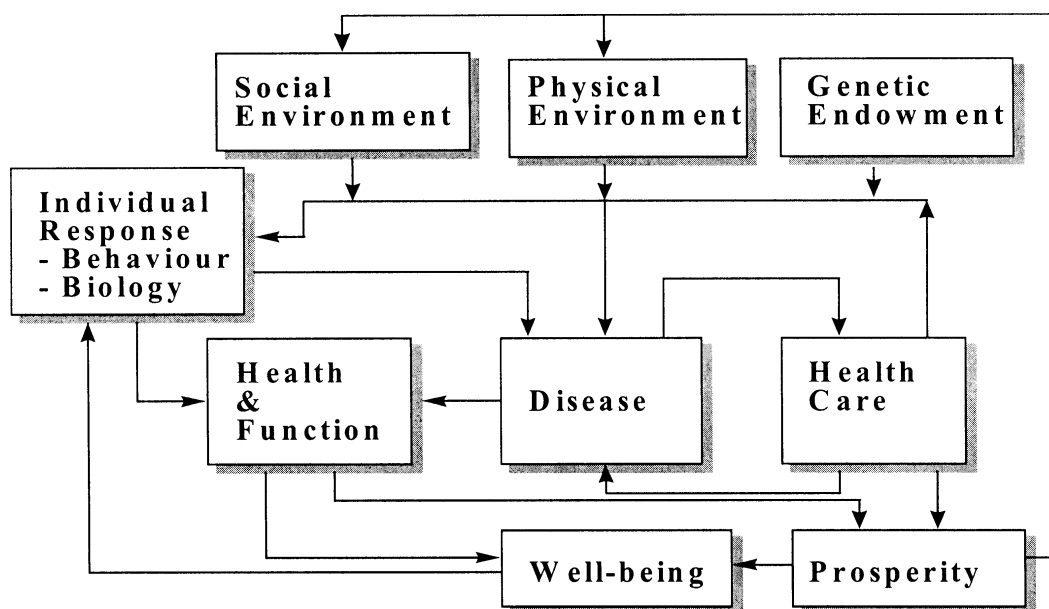 Social
Environment
Physical
Environment
Genetic
Endowment
Individual
Response
- Behaviour
- Biology
Health
&
Function
Disease
Health
Care
Well-being
Prosperity